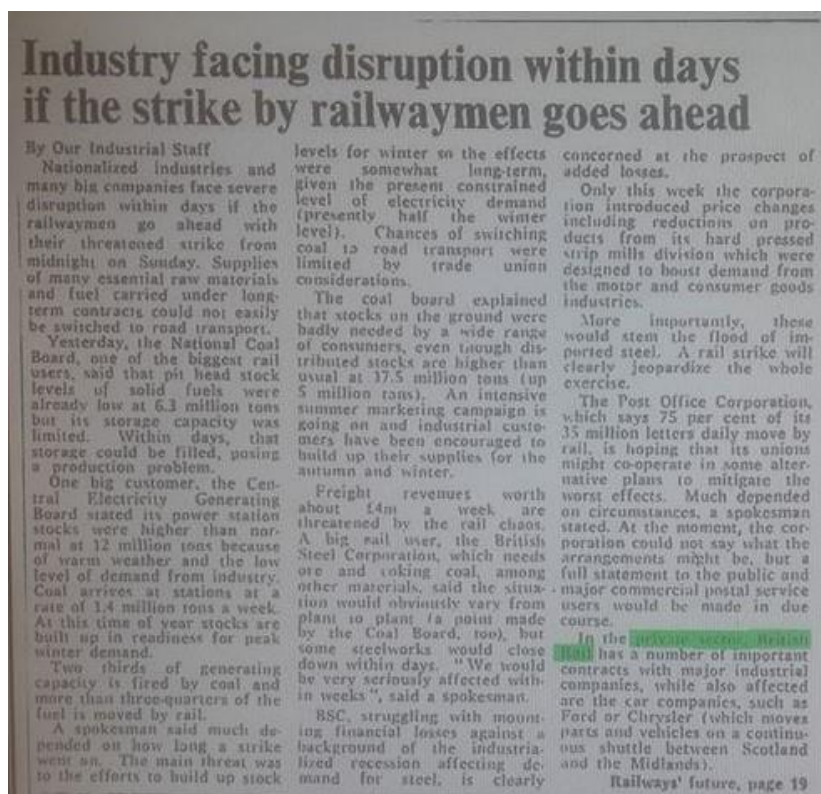 Industry facing disruption within days
if the strike by railwaymen goes ahead
By Our Industrial Staff
Nationalized industries and
many big companies face severe
disruption within days if the
railwaymen go ahead with
their threatened strike from
midnight on Sunday. Supplies
of many essential raw materials
and fuel carried under long-
term contracts could not easily
be switched to road transport.
Yesterday, the National Coal
Board, one of the biggest rail
users, said that pit head stock
levels of solid fuels were
already low at 6.3 million tons
but its storage capacity was
limited. Within days, that
storage could be filled, posing
a production problem.
One big customer, the Cen-
tral Electricity Generating
Board stated its power station
stocks were higher than nor-
mal at 12 million tons because
of warm weather and the low
level of demand from industry.
Coal arrives at stations at a
rate of 1.4 million tons a week.
At this time of year stocks are
built up in readiness for peak
winter demand.
Two thirds of generating
capacity is fired by coal and
more than three-quarters of the
fuel is moved by rail.
A spokesman said much de-
pended on how long a strike
went on. The main threat was
to the efforts to build up stock
levels for winter so the effects
were somewhat long-term,
given the present constrained
level of electricity demand
(presently half the winter
level). Chances of switching
coal to road transport were
limited by trade union
considerations.
The coal board explained
that stocks on the ground were
badly needed by a wide range
of consumers, even though dis-
tributed stocks are higher than
usual at 17.5 million tons (up
5 million tons). An intensive
summer marketing campaign is
going on and industrial custo-
mers have been encouraged to
build up their supplies for the
autumn and winter.
Freight revenues worth
about £4m a week are
threatened by the rail chaos.
A big rail user, the British
Steel Corporation, which needs
ore and coking coal, among
other materials, said the situa-
tion would obviously vary from
plant to plant (a point made
by the Coal Board, too), but
some steelworks would close
down within days. "We would
be very seriously affected with-
in weeks", said a spokesman.
BSC, struggling with mount-
ing financial losses against a
background of the industria-
lized recession affecting de-
mand for steel, is clearly
concerned at the prospect of
added losses.
Only this week the corpora-
tion introduced price changes
including reductions on pro-
ducts from its hard pressed
strip mills division which were
designed to boost demand from
the motor and consumer goods
industries.
More importantly, these
would stem the flood of im-
ported steel. A rail strike will
clearly jeopardize the whole
exercise.
The Post Office Corporation,
which says 75 per cent of its
35 million letters daily move by
rail, is hoping that its unions
might co-operate in some alter-
native plans to mitigate the
worst effects. Much depended
on circumstances, a spokesman
stated. At the moment, the cor-
poration could not say what the
arrangements might be, but a
full statement to the public and
major commercial postal service
users would be made in due
course.
In the private sector, British
Rail has a number of important
contracts with major industrial
companies, while also affected
are the car companies, such as
Ford or Chrysler (which moves
parts and vehicles on a continu-
ous shuttle between Scotland
and the Midlands).
Railways' future, page 19